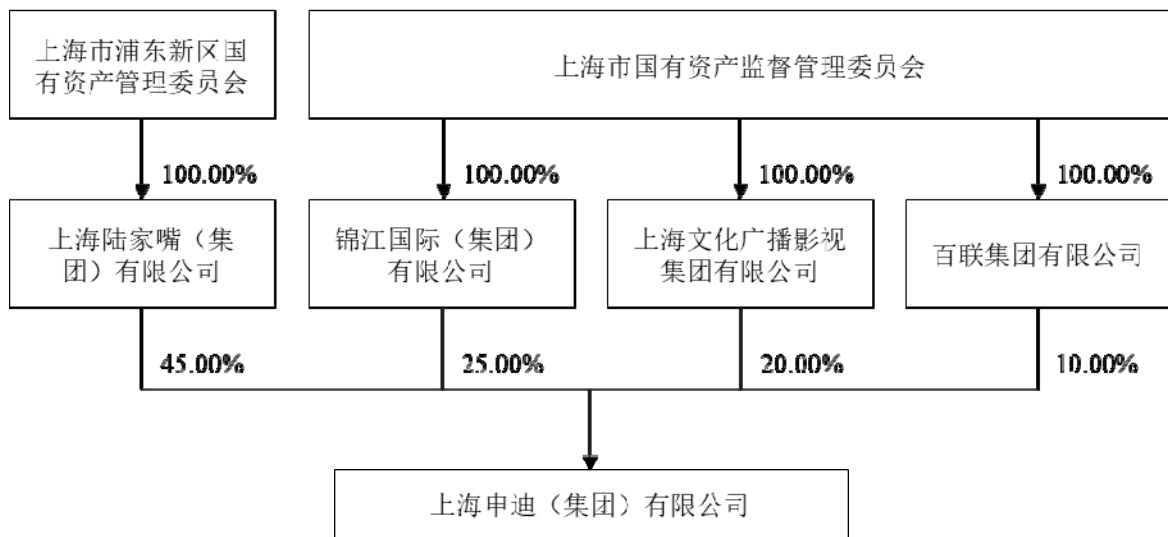 上海市浦东新区国
有资产管理委员会
上海市国有资产监督管理委员会
100.00%
100.00%
100.00%
100.00%
上海陆家嘴（集
团）有限公司
锦江国际（集团）
有限公司
上海文化广播影视
集团有限公司
百联集团有限公司
45.00%
25.00%
20.00%
10.00%
上海申迪（集团）有限公司